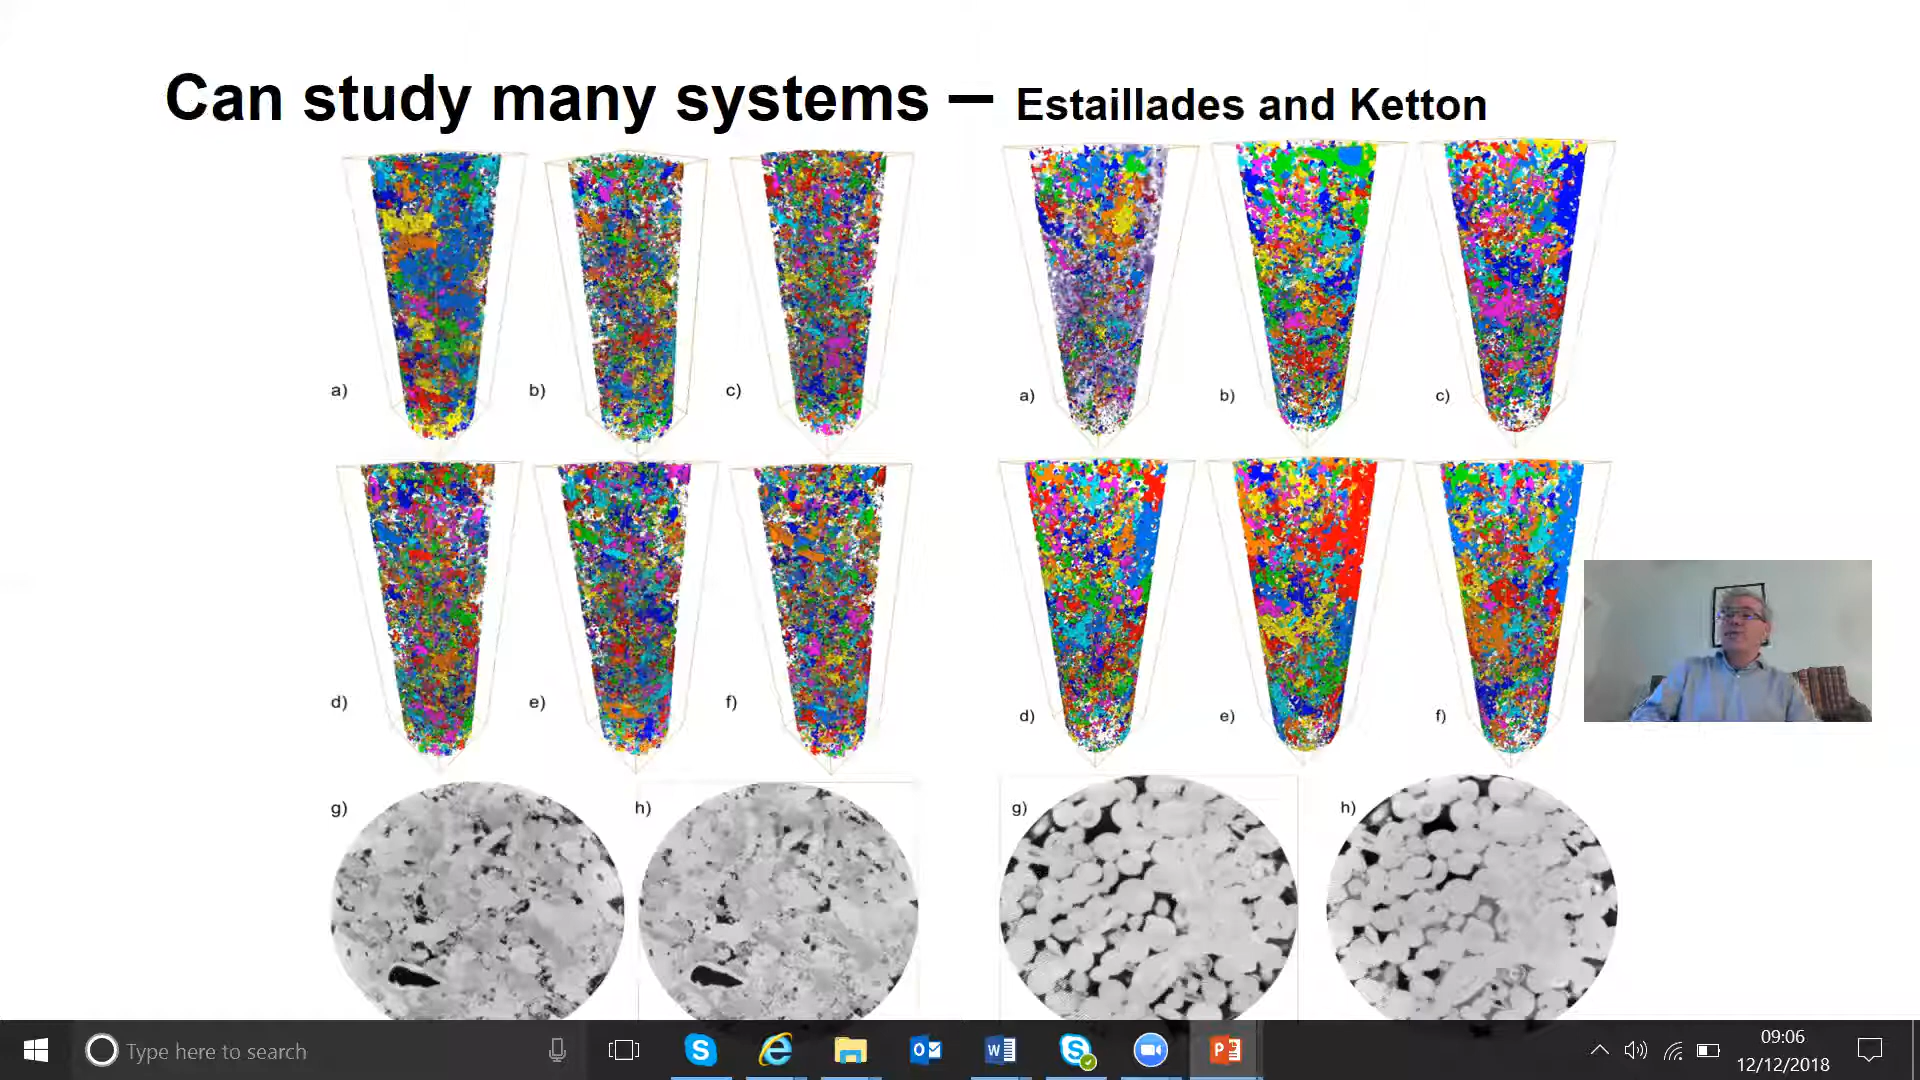 Can study many systems – Estaillades and Ketton
a) b) c) a) b) c)
d) e) f) d) e) f)
g) h) g) h)
Type here to search
09:06
12/12/2018